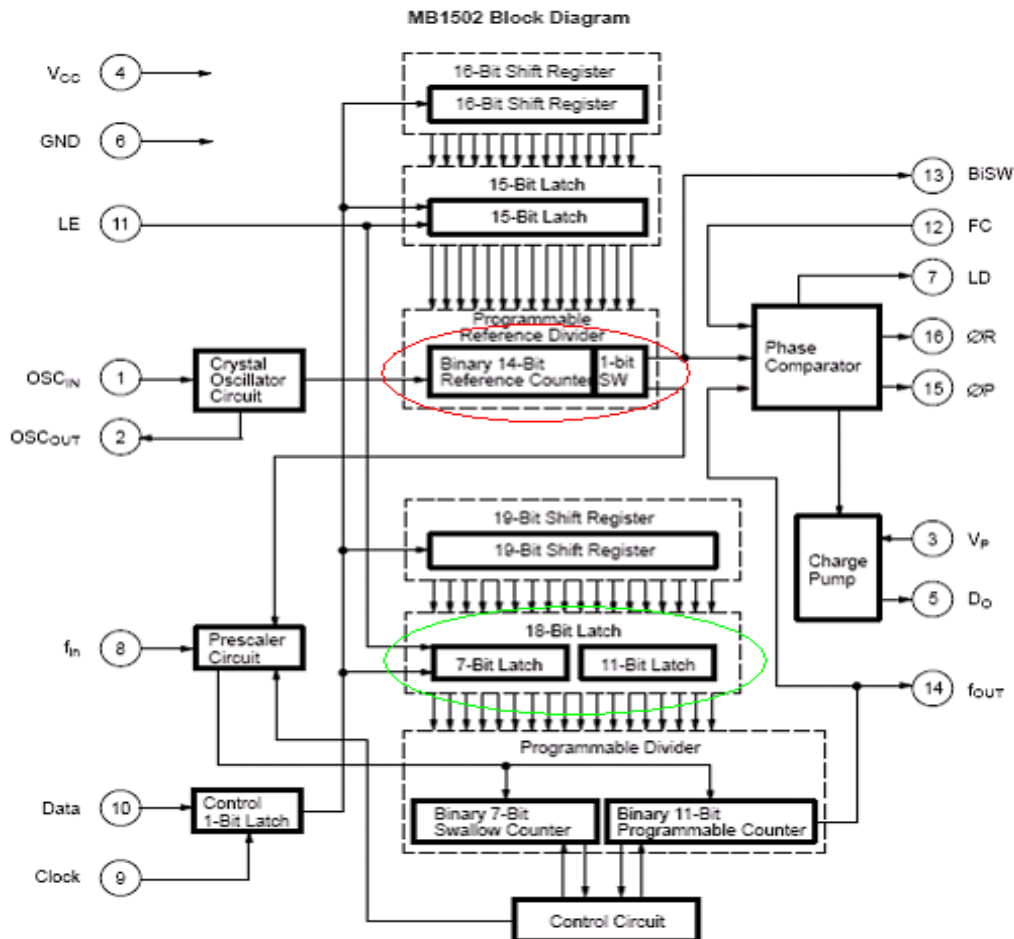 MB1502 Block Diagram
VCC 4
GND 6
LE 11
OSCIN 1
OSCOUT 2
fin 8
Data 10
Clock 9
16-Bit Shift Register
16-Bit Shift Register
15-Bit Latch
15-Bit Latch
Programmable
Reference Divider
Binary 14-Bit
Reference Counter
1-bit
SW
Crystal
Oscillator
Circuit
19-Bit Shift Register
19-Bit Shift Register
18-Bit Latch
7-Bit Latch
11-Bit Latch
Prescaler
Circuit
Programmable Divider
Binary 7-Bit
Swallow Counter
Binary 11-Bit
Programmable Counter
Control
1-Bit Latch
Control Circuit
Phase
Comparator
Charge
Pump
13 BiSW
12 FC
7 LD
16 ØR
15 ØP
3 VP
5 DO
14 fOUT